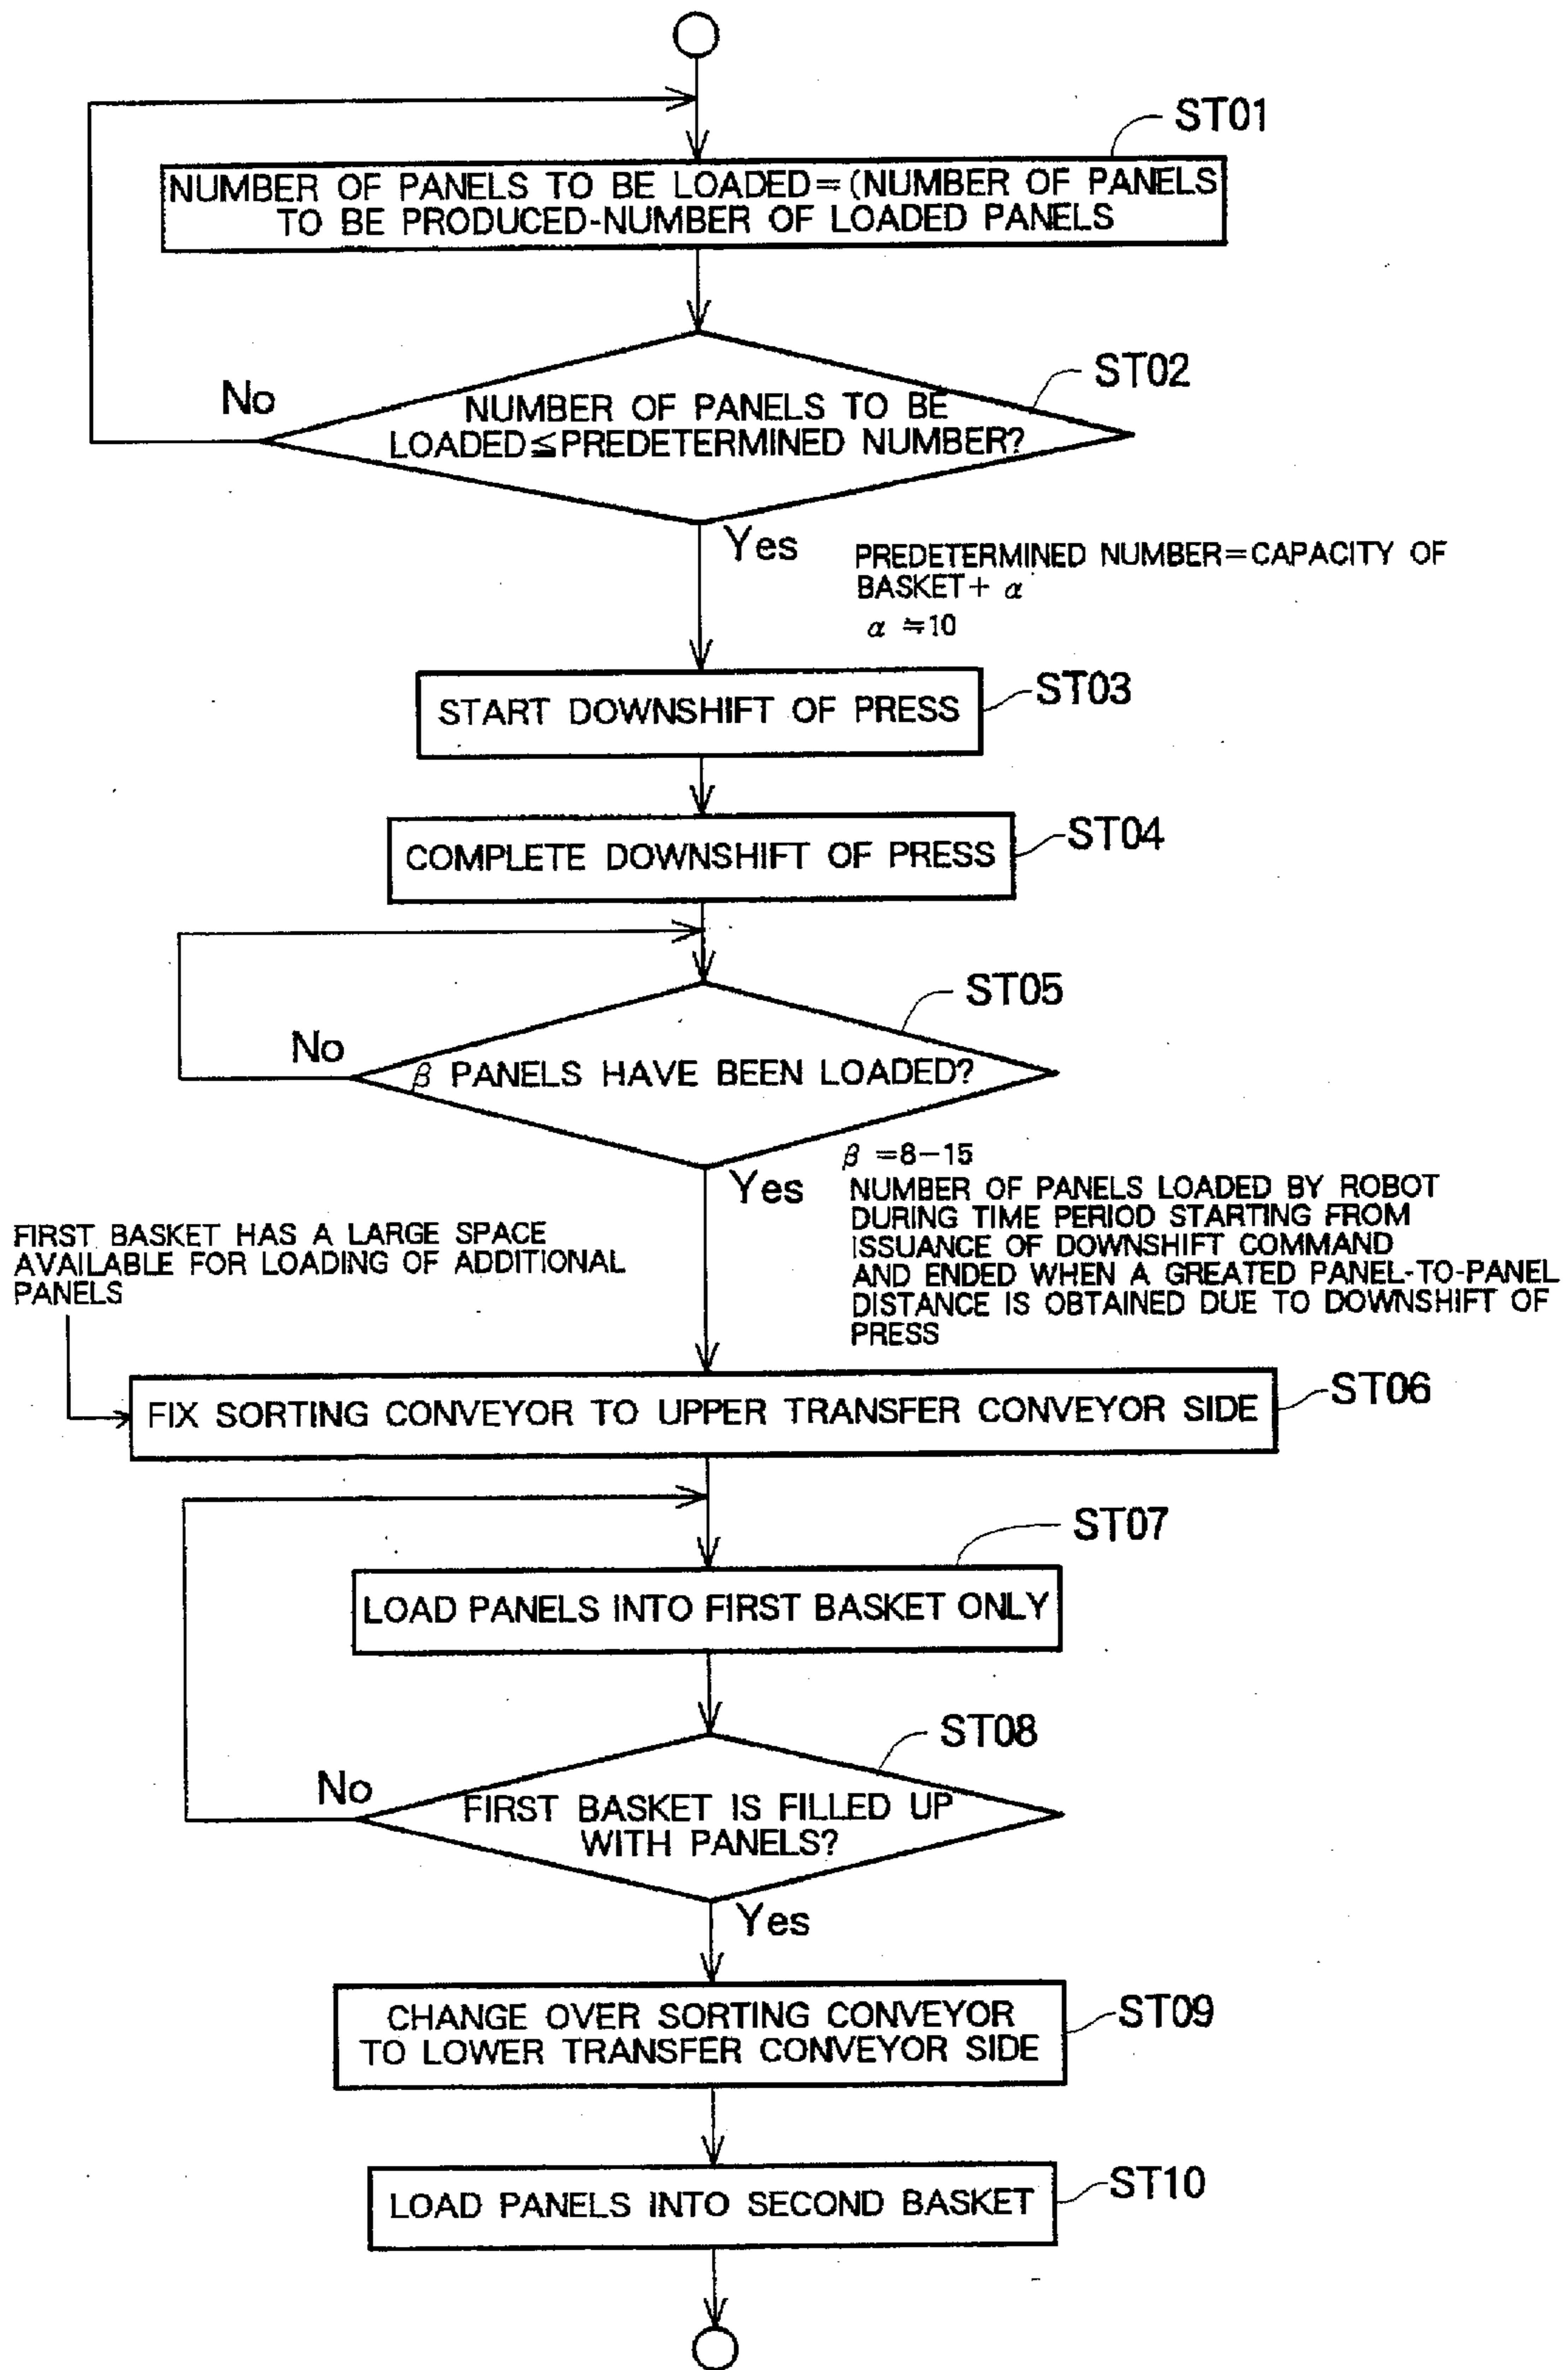 ST01
NUMBER OF PANELS TO BE LOADED=(NUMBER OF PANELS
TO BE PRODUCED-NUMBER OF LOADED PANELS
ST02
No
NUMBER OF PANELS TO BE
LOADED≦PREDETERMINED NUMBER?
Yes
PREDETERMINED NUMBER=CAPACITY OF
BASKET+ α
α ≒10
ST03
START DOWNSHIFT OF PRESS
ST04
COMPLETE DOWNSHIFT OF PRESS
ST05
No
β PANELS HAVE BEEN LOADED?
Yes
β =8-15
NUMBER OF PANELS LOADED BY ROBOT
DURING TIME PERIOD STARTING FROM
ISSUANCE OF DOWNSHIFT COMMAND
AND ENDED WHEN A GREATED PANEL-TO-PANEL
DISTANCE IS OBTAINED DUE TO DOWNSHIFT OF
PRESS
FIRST BASKET HAS A LARGE SPACE
AVAILABLE FOR LOADING OF ADDITIONAL
PANELS
ST06
FIX SORTING CONVEYOR TO UPPER TRANSFER CONVEYOR SIDE
ST07
LOAD PANELS INTO FIRST BASKET ONLY
ST08
No
FIRST BASKET IS FILLED UP
WITH PANELS?
Yes
ST09
CHANGE OVER SORTING CONVEYOR
TO LOWER TRANSFER CONVEYOR SIDE
ST10
LOAD PANELS INTO SECOND BASKET